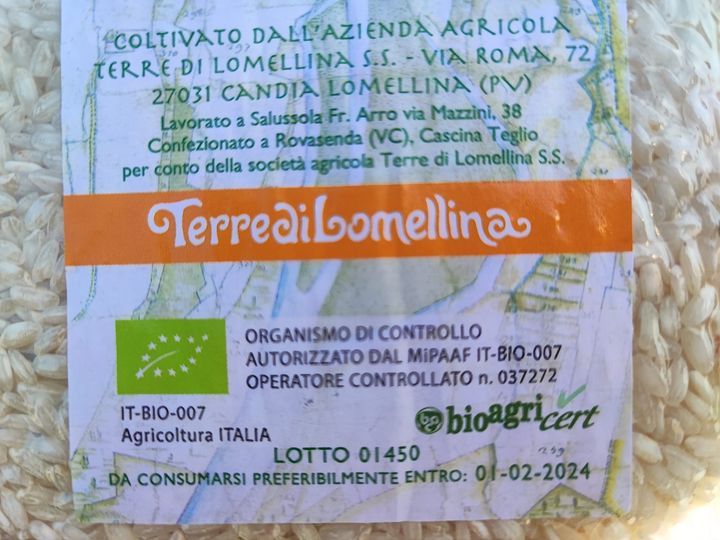 COLTIVATO DALL'AZIENDA AGRICOLA
TERRE DI LOMELLINA S.S. - VIA ROMA, 72
27031 CANDIA LOMELLINA (PV)
Lavorato a Salussola Fr. Arro via Mazzini, 38
Confezionato a Rovasenda (VC), Cascina Teglio
per conto della società agricola Terre di Lomellina S.S.
Terre di Lomellina
ORGANISMO DI CONTROLLO
AUTORIZZATO DAL MiPAAF IT-BIO-007
OPERATORE CONTROLLATO n. 037272
IT-BIO-007
Agricoltura ITALIA
bioagricert
LOTTO 01450
DA CONSUMARSI PREFERIBILMENTE ENTRO: 01-02-2024